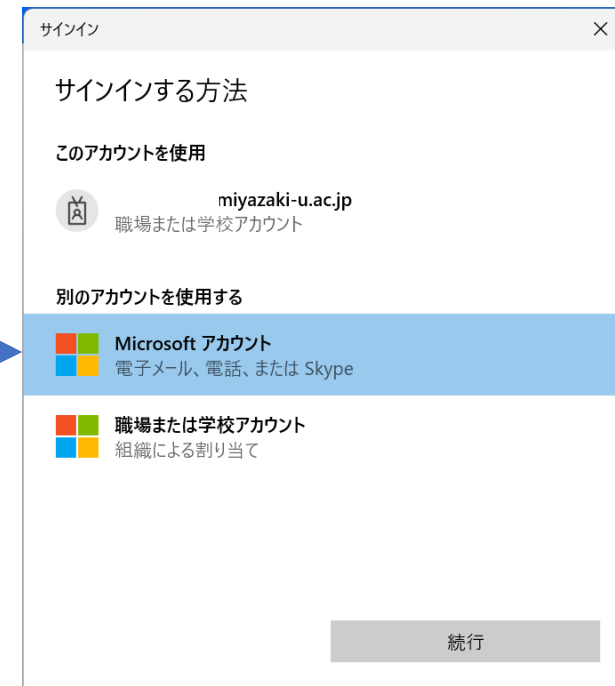 サインイン
サインインする方法
このアカウントを使用
miyazaki-u.ac.jp
職場または学校アカウント
別のアカウントを使用する
Microsoft アカウント
電子メール、電話、または Skype
職場または学校アカウント
組織による割り当て
続行